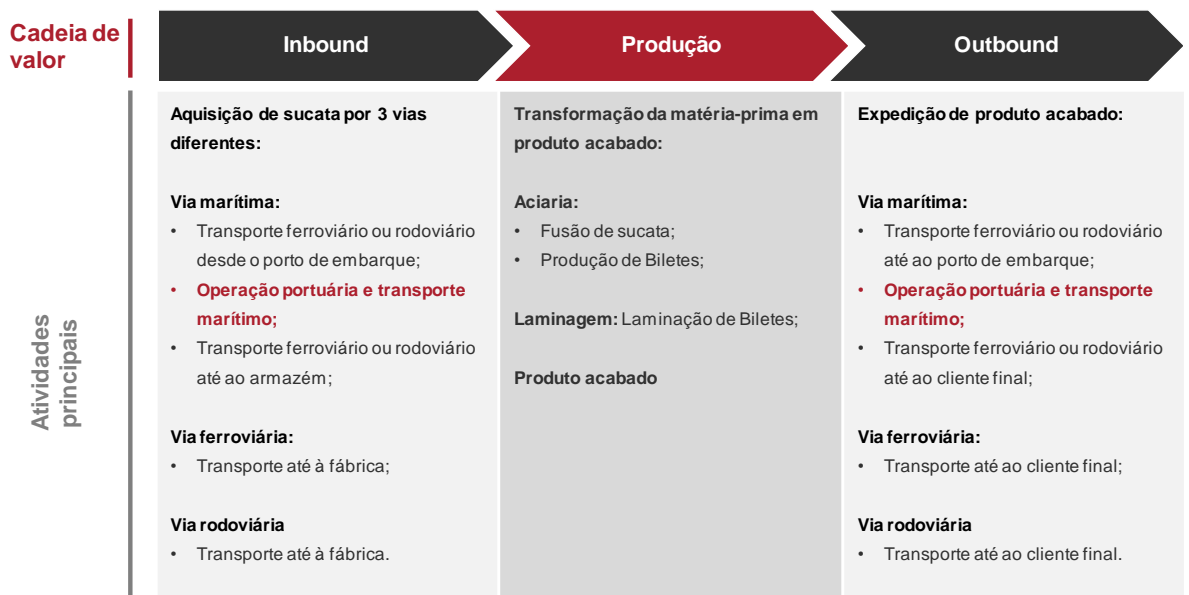 Cadeia de
valor
Inbound
Produção
Outbound
Atividades
principais
Aquisição de sucata por 3 vias
diferentes:
Via marítima:
• Transporte ferroviário ou rodoviário
desde o porto de embarque;
• Operação portuária e transporte
marítimo;
• Transporte ferroviário ou rodoviário
até ao armazém;
Via ferroviária:
• Transporte até à fábrica;
Via rodoviária
• Transporte até à fábrica.
Transformação da matéria-prima em
produto acabado:
Aciaria:
• Fusão de sucata;
• Produção de Biletes;
Laminagem: Laminação de Biletes;
Produto acabado
Expedição de produto acabado:
Via marítima:
• Transporte ferroviário ou rodoviário
até ao porto de embarque;
• Operação portuária e transporte
marítimo;
• Transporte ferroviário ou rodoviário
até ao cliente final;
Via ferroviária:
• Transporte até ao cliente final;
Via rodoviária
• Transporte até ao cliente final.